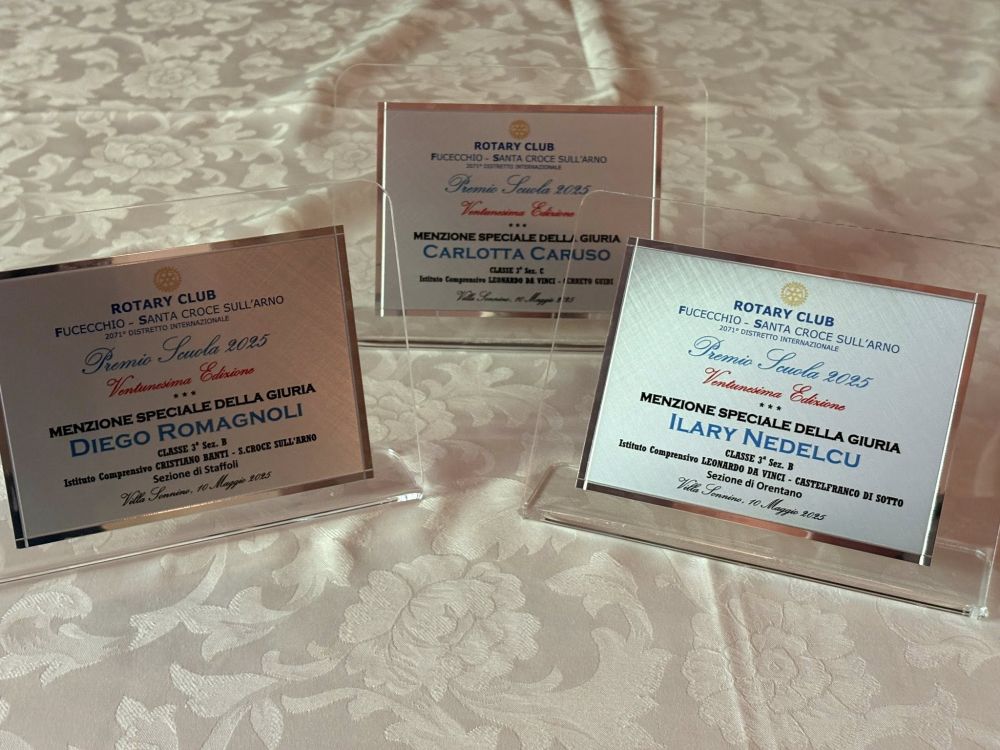 ROTARY CLUB
FUCECCHIO - SANTA CROCE SULL'ARNO
2071° DISTRETTO INTERNAZIONALE
Premio Scuola 2025
Ventunesima Edizione
***
MENZIONE SPECIALE DELLA GIURIA
CARLOTTA CARUSO
CLASSE 3ª Sez. C
Istituto Comprensivo LEONARDO DA VINCI - CERRETO GUIDI
Villa Sonnino, 10 Maggio 2025
ROTARY CLUB
FUCECCHIO - SANTA CROCE SULL'ARNO
2071° DISTRETTO INTERNAZIONALE
Premio Scuola 2025
Ventunesima Edizione
***
MENZIONE SPECIALE DELLA GIURIA
DIEGO ROMAGNOLI
CLASSE 3ª Sez. B
Istituto Comprensivo CRISTIANO BANTI - S.CROCE SULL'ARNO
Sezione di Staffoli
Villa Sonnino, 10 Maggio 2025
ROTARY CLUB
FUCECCHIO - SANTA CROCE SULL'ARNO
2071° DISTRETTO INTERNAZIONALE
Premio Scuola 2025
Ventunesima Edizione
***
MENZIONE SPECIALE DELLA GIURIA
ILARY NEDELCU
CLASSE 3ª Sez. B
Istituto Comprensivo LEONARDO DA VINCI - CASTELFRANCO DI SOTTO
Sezione di Orentano
Villa Sonnino, 10 Maggio 2025